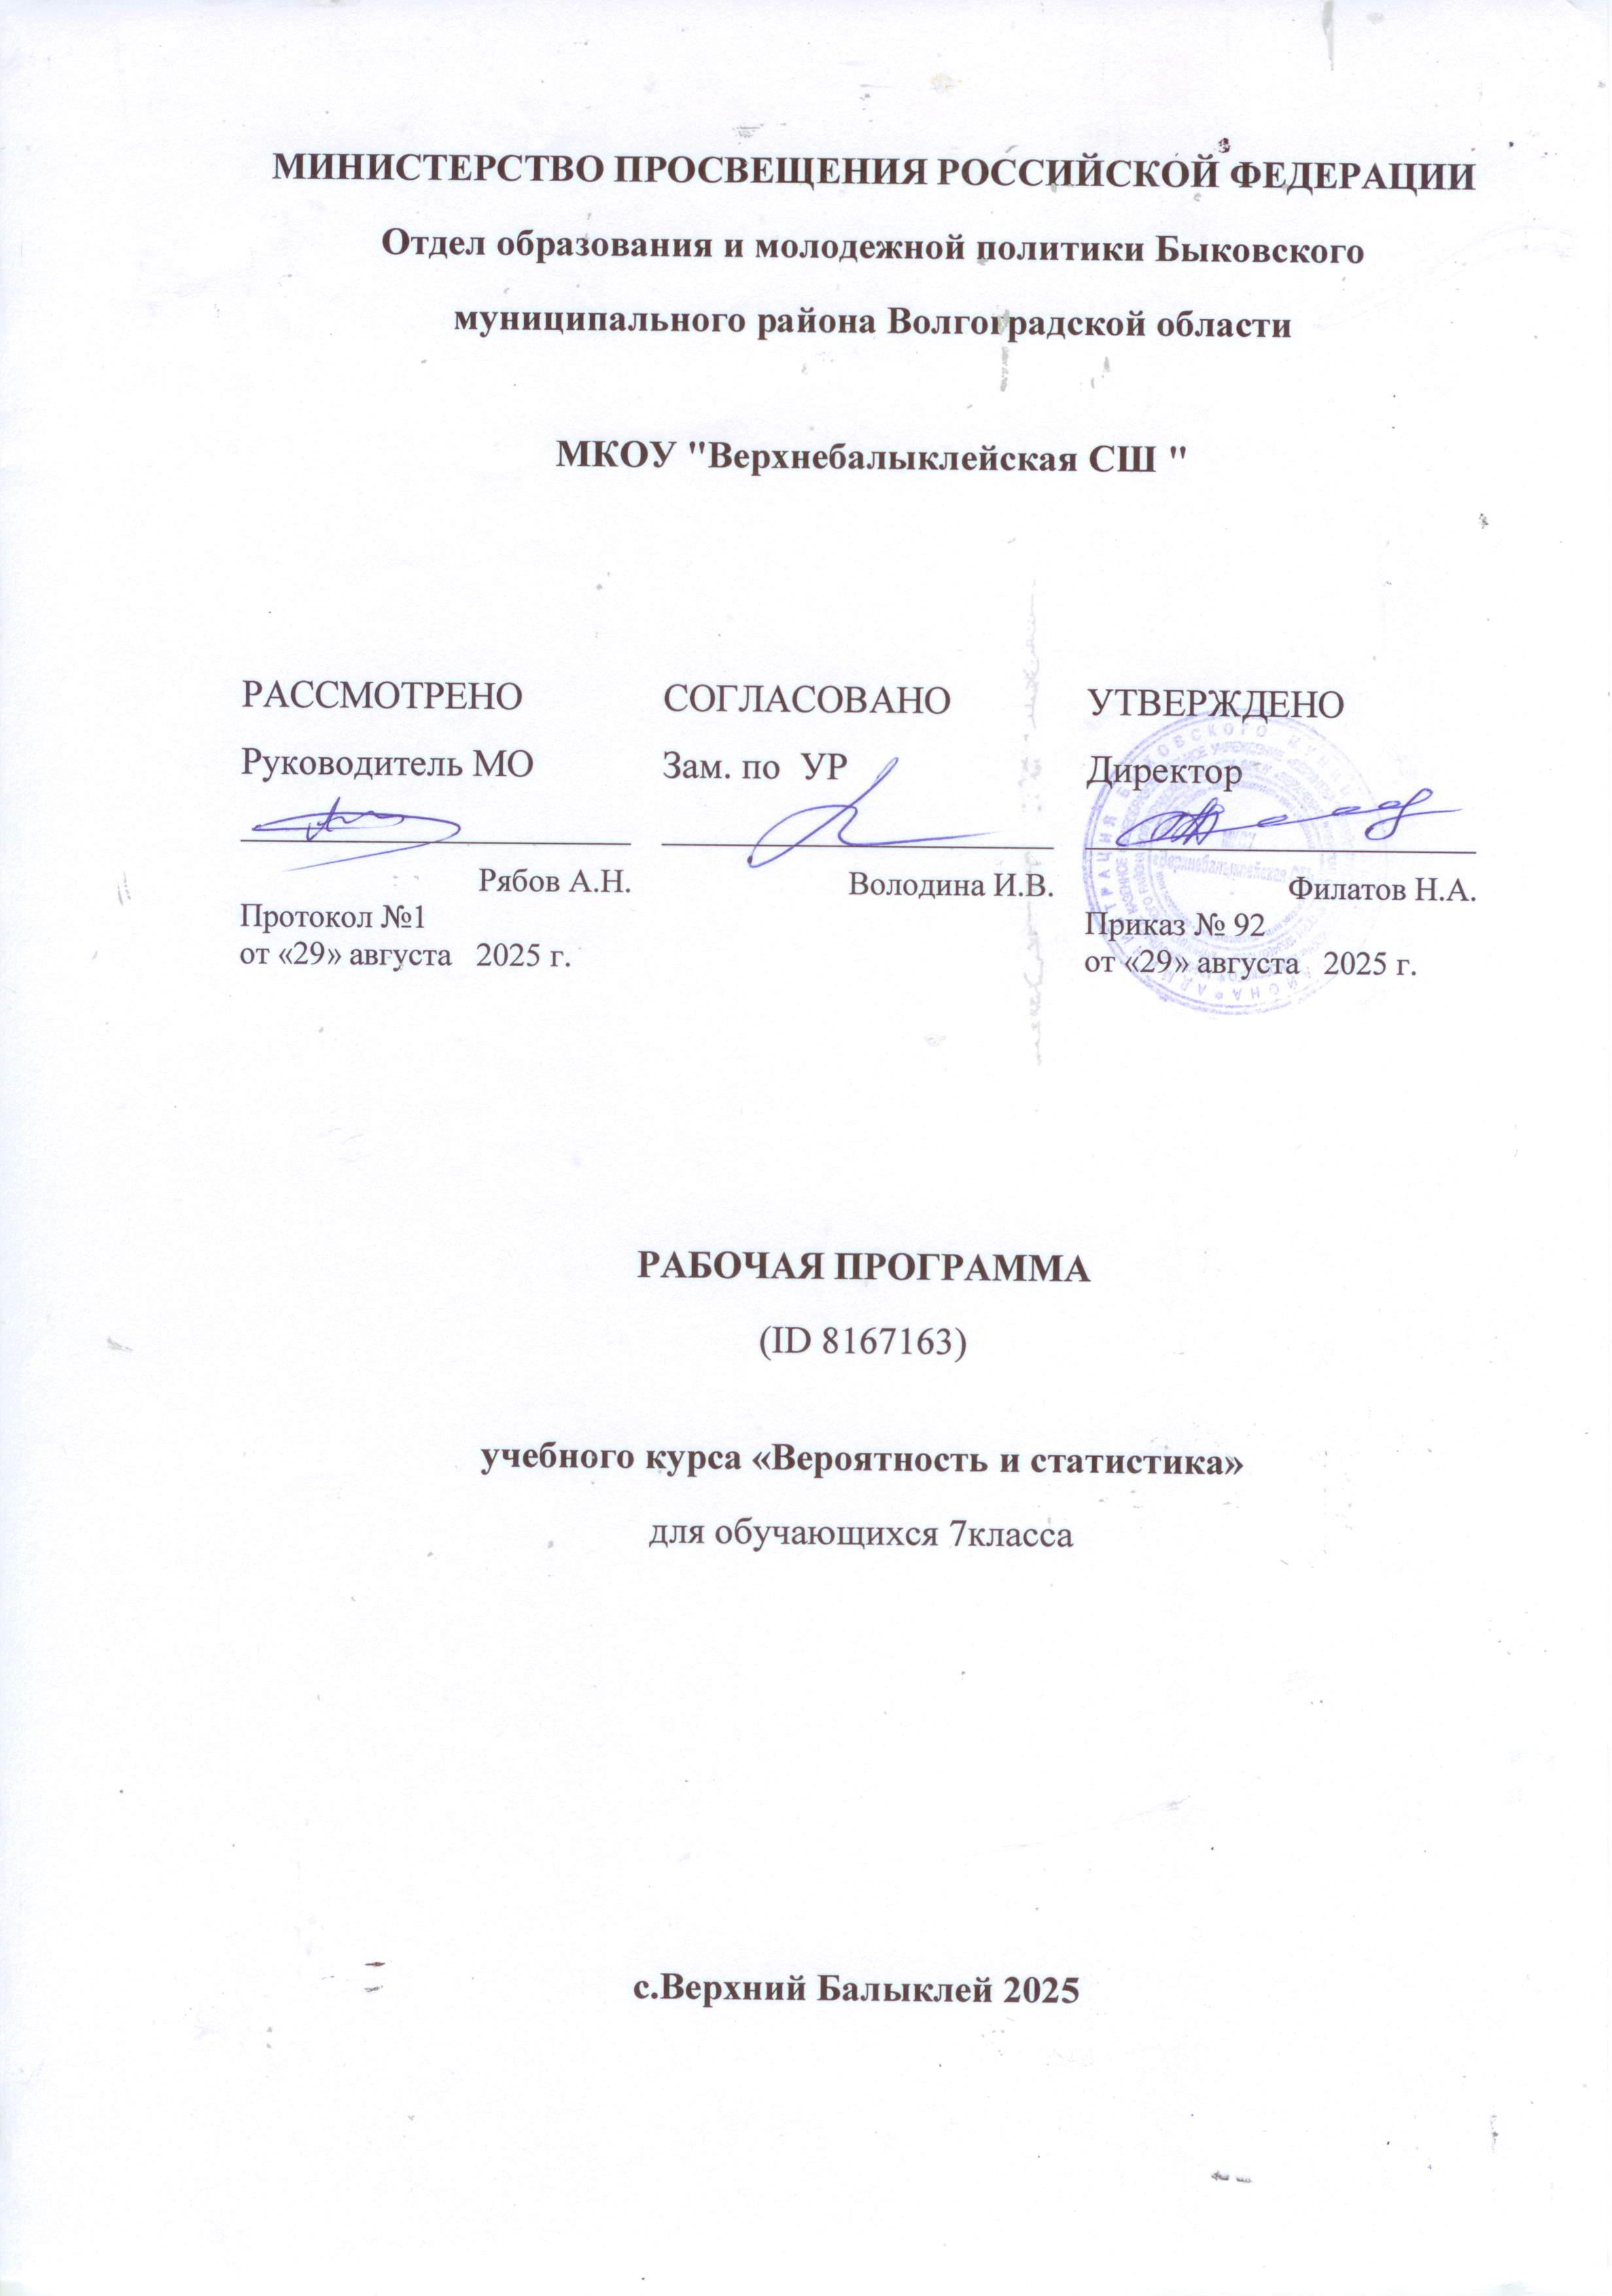 МИНИСТЕРСТВО ПРОСВЕЩЕНИЯ РОССИЙСКОЙ ФЕДЕРАЦИИ
Отдел образования и молодежной политики Быковского
муниципального района Волгоградской области
МКОУ "Верхнебалыклейская СШ "
РАССМОТРЕНО
Руководитель МО
Рябов А.Н.
Протокол №1
от «29» августа 2025 г.
СОГЛАСОВАНО
Зам. по УР
Володина И.В.
УТВЕРЖДЕНО
Директор
Филатов Н.А.
Приказ № 92
от «29» августа 2025 г.
РАБОЧАЯ ПРОГРАММА
(ID 8167163)
учебного курса «Вероятность и статистика»
для обучающихся 7класса
с.Верхний Балыклей 2025